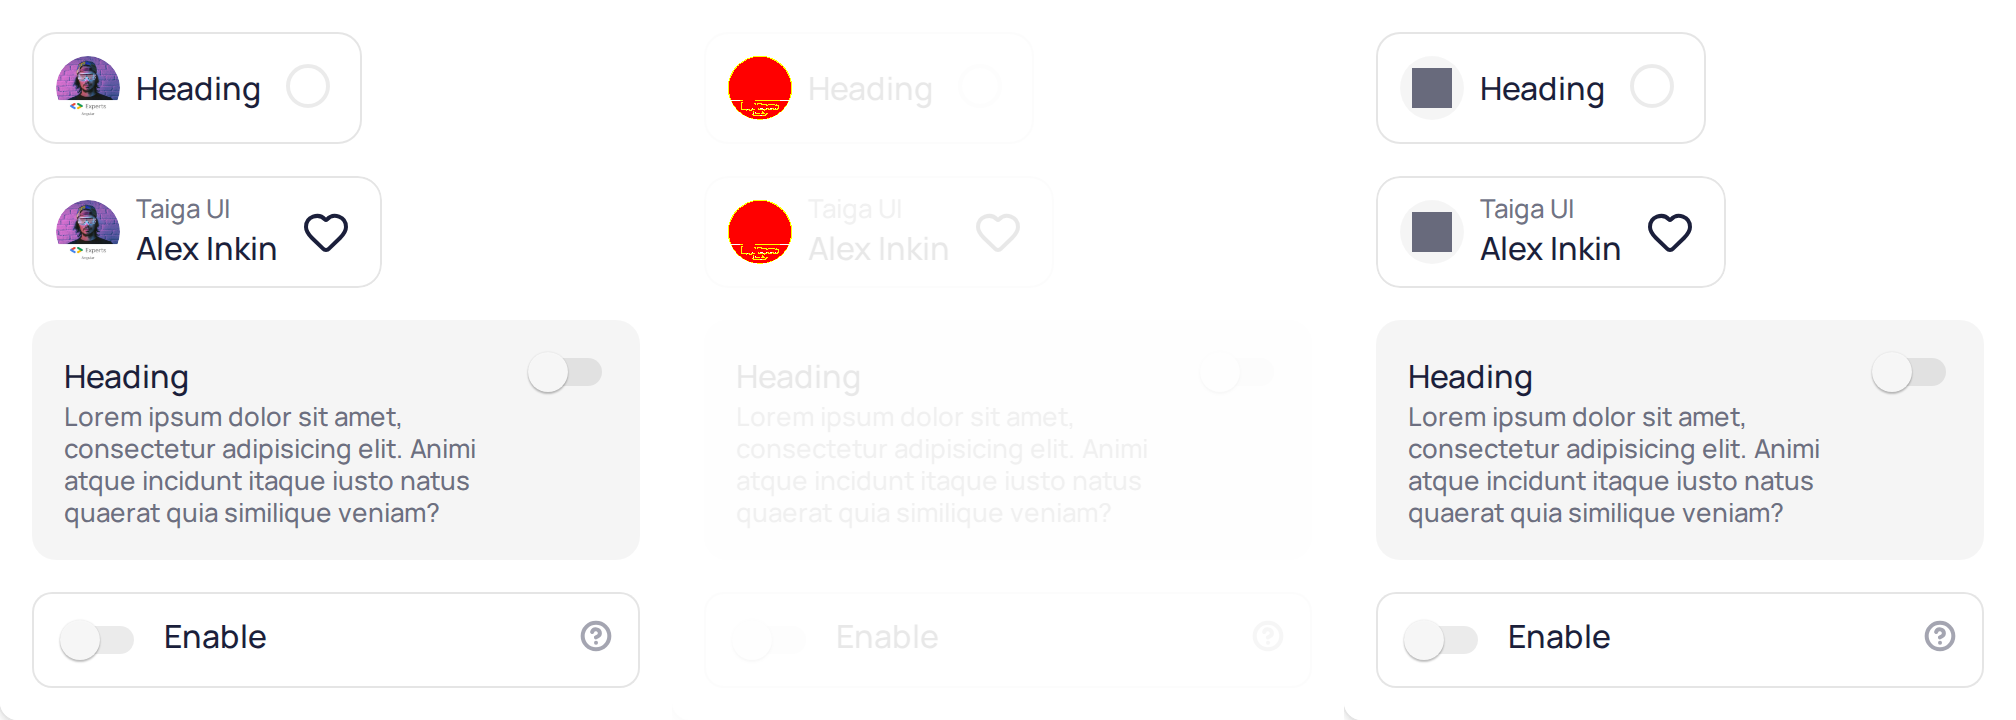 Heading
Experts
Taiga UI
Alex Inkin
Experts
Heading
Lorem ipsum dolor sit amet,
consectetur adipisicing elit. Animi
atque incidunt itaque iusto natus
quaerat quia similique veniam?
Enable
Heading
Taiga UI
Alex Inkin
Heading
Lorem ipsum dolor sit amet,
consectetur adipisicing elit. Animi
atque incidunt itaque iusto natus
quaerat quia similique veniam?
Enable
Heading
Taiga UI
Alex Inkin
Heading
Lorem ipsum dolor sit amet,
consectetur adipisicing elit. Animi
atque incidunt itaque iusto natus
quaerat quia similique veniam?
Enable